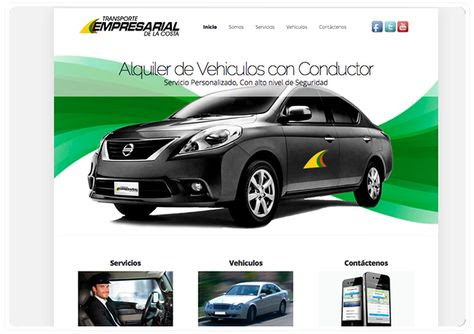 TRANSPORTE
EMPRESARIAL
DE LA COSTA
Inicio Somos Servicios Vehiculos Contáctenos
Alquiler de Vehiculos con Conductor
Servicio Personalizado, Con alto nivel de Seguridad
Servicios Vehiculos Contáctenos